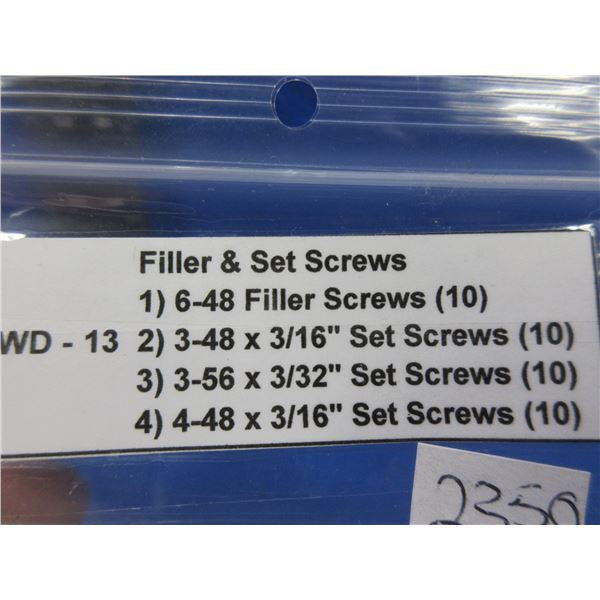 Filler & Set Screws
1) 6-48 Filler Screws (10)
WD - 13 2) 3-48 x 3/16" Set Screws (10)
3) 3-56 x 3/32" Set Screws (10)
4) 4-48 x 3/16" Set Screws (10)
2350